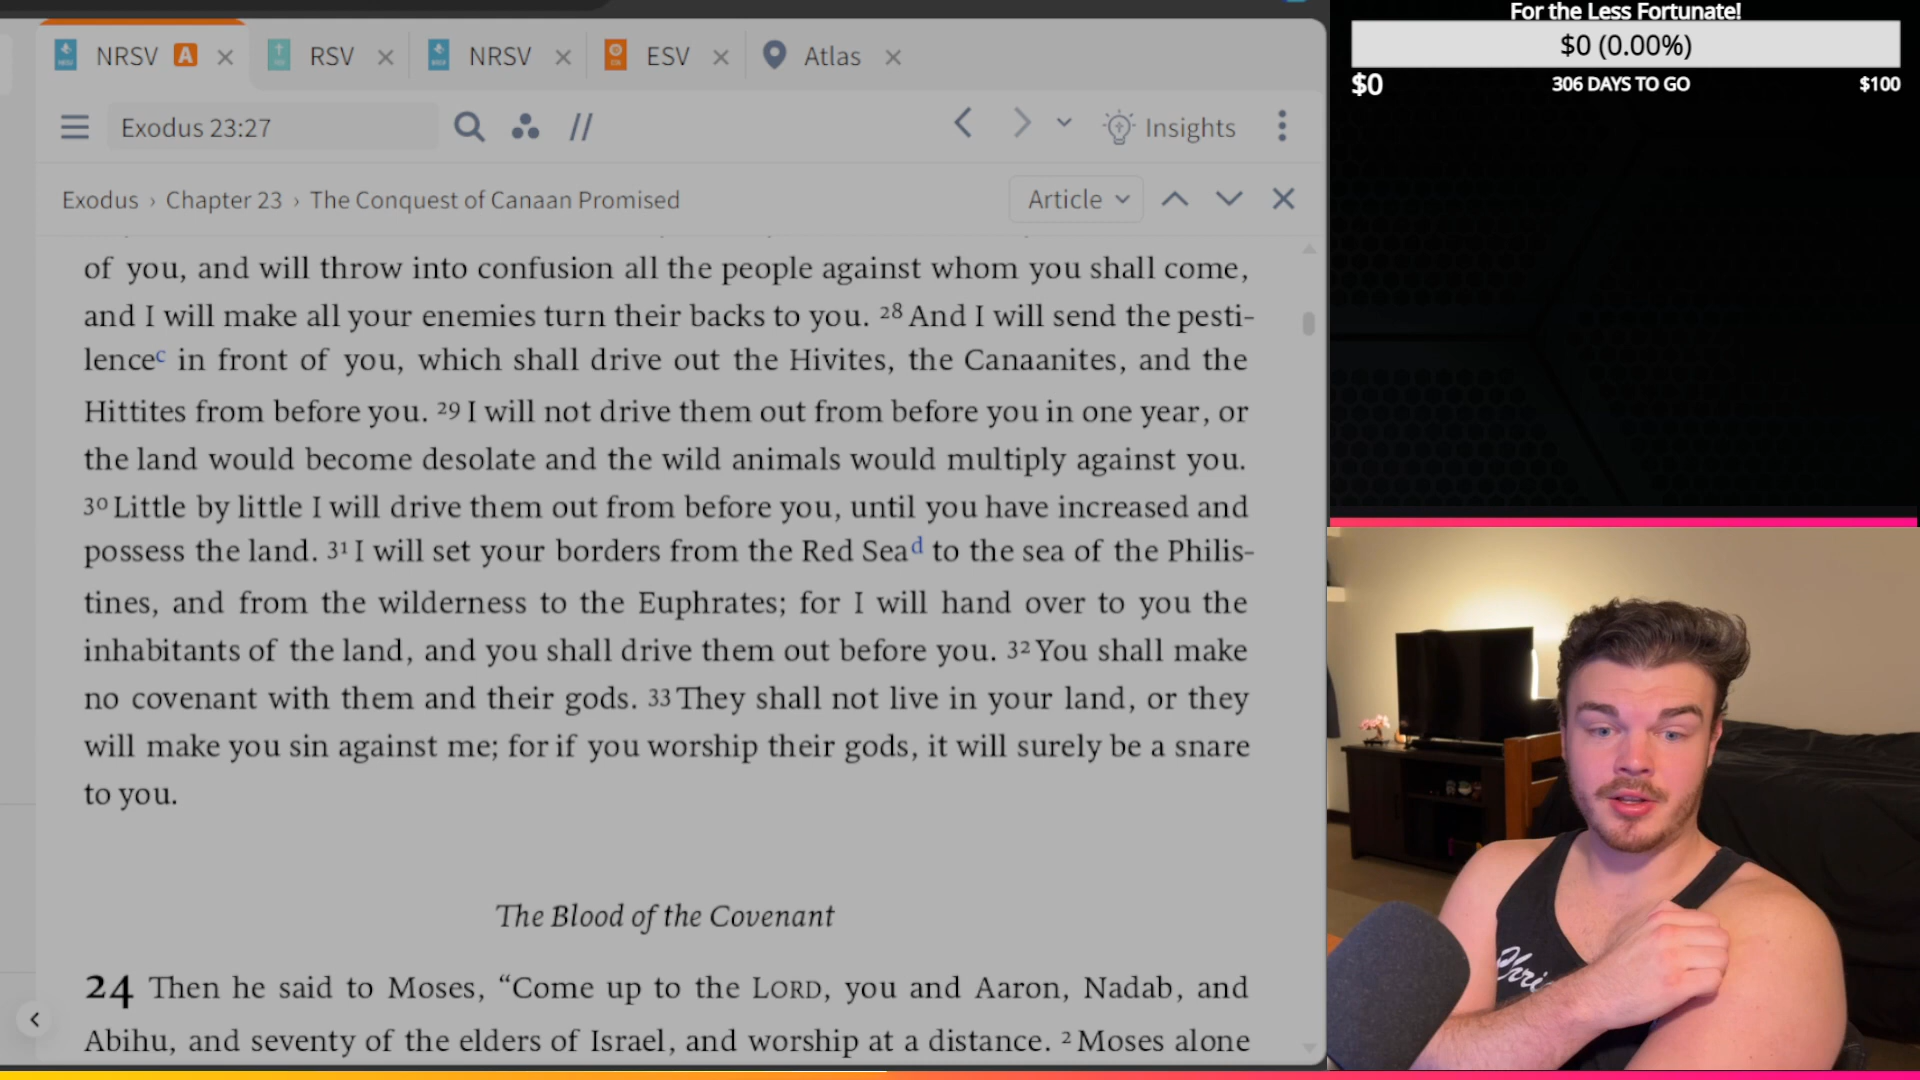 For the Less Fortunate!
$0 (0.00%)
$0 306 DAYS TO GO $100
NRSV A RSV NRSV ESV Atlas
Exodus 23:27 Insights
Exodus › Chapter 23 › The Conquest of Canaan Promised Article
of you, and will throw into confusion all the people against whom you shall come,
and I will make all your enemies turn their backs to you. 28 And I will send the pesti-
lencec in front of you, which shall drive out the Hivites, the Canaanites, and the
Hittites from before you. 29 I will not drive them out from before you in one year, or
the land would become desolate and the wild animals would multiply against you.
30 Little by little I will drive them out from before you, until you have increased and
possess the land. 31 I will set your borders from the Red Sead to the sea of the Philis-
tines, and from the wilderness to the Euphrates; for I will hand over to you the
inhabitants of the land, and you shall drive them out before you. 32 You shall make
no covenant with them and their gods. 33 They shall not live in your land, or they
will make you sin against me; for if you worship their gods, it will surely be a snare
to you.
The Blood of the Covenant
24 Then he said to Moses, “Come up to the LORD, you and Aaron, Nadab, and
Abihu, and seventy of the elders of Israel, and worship at a distance. 2 Moses alone